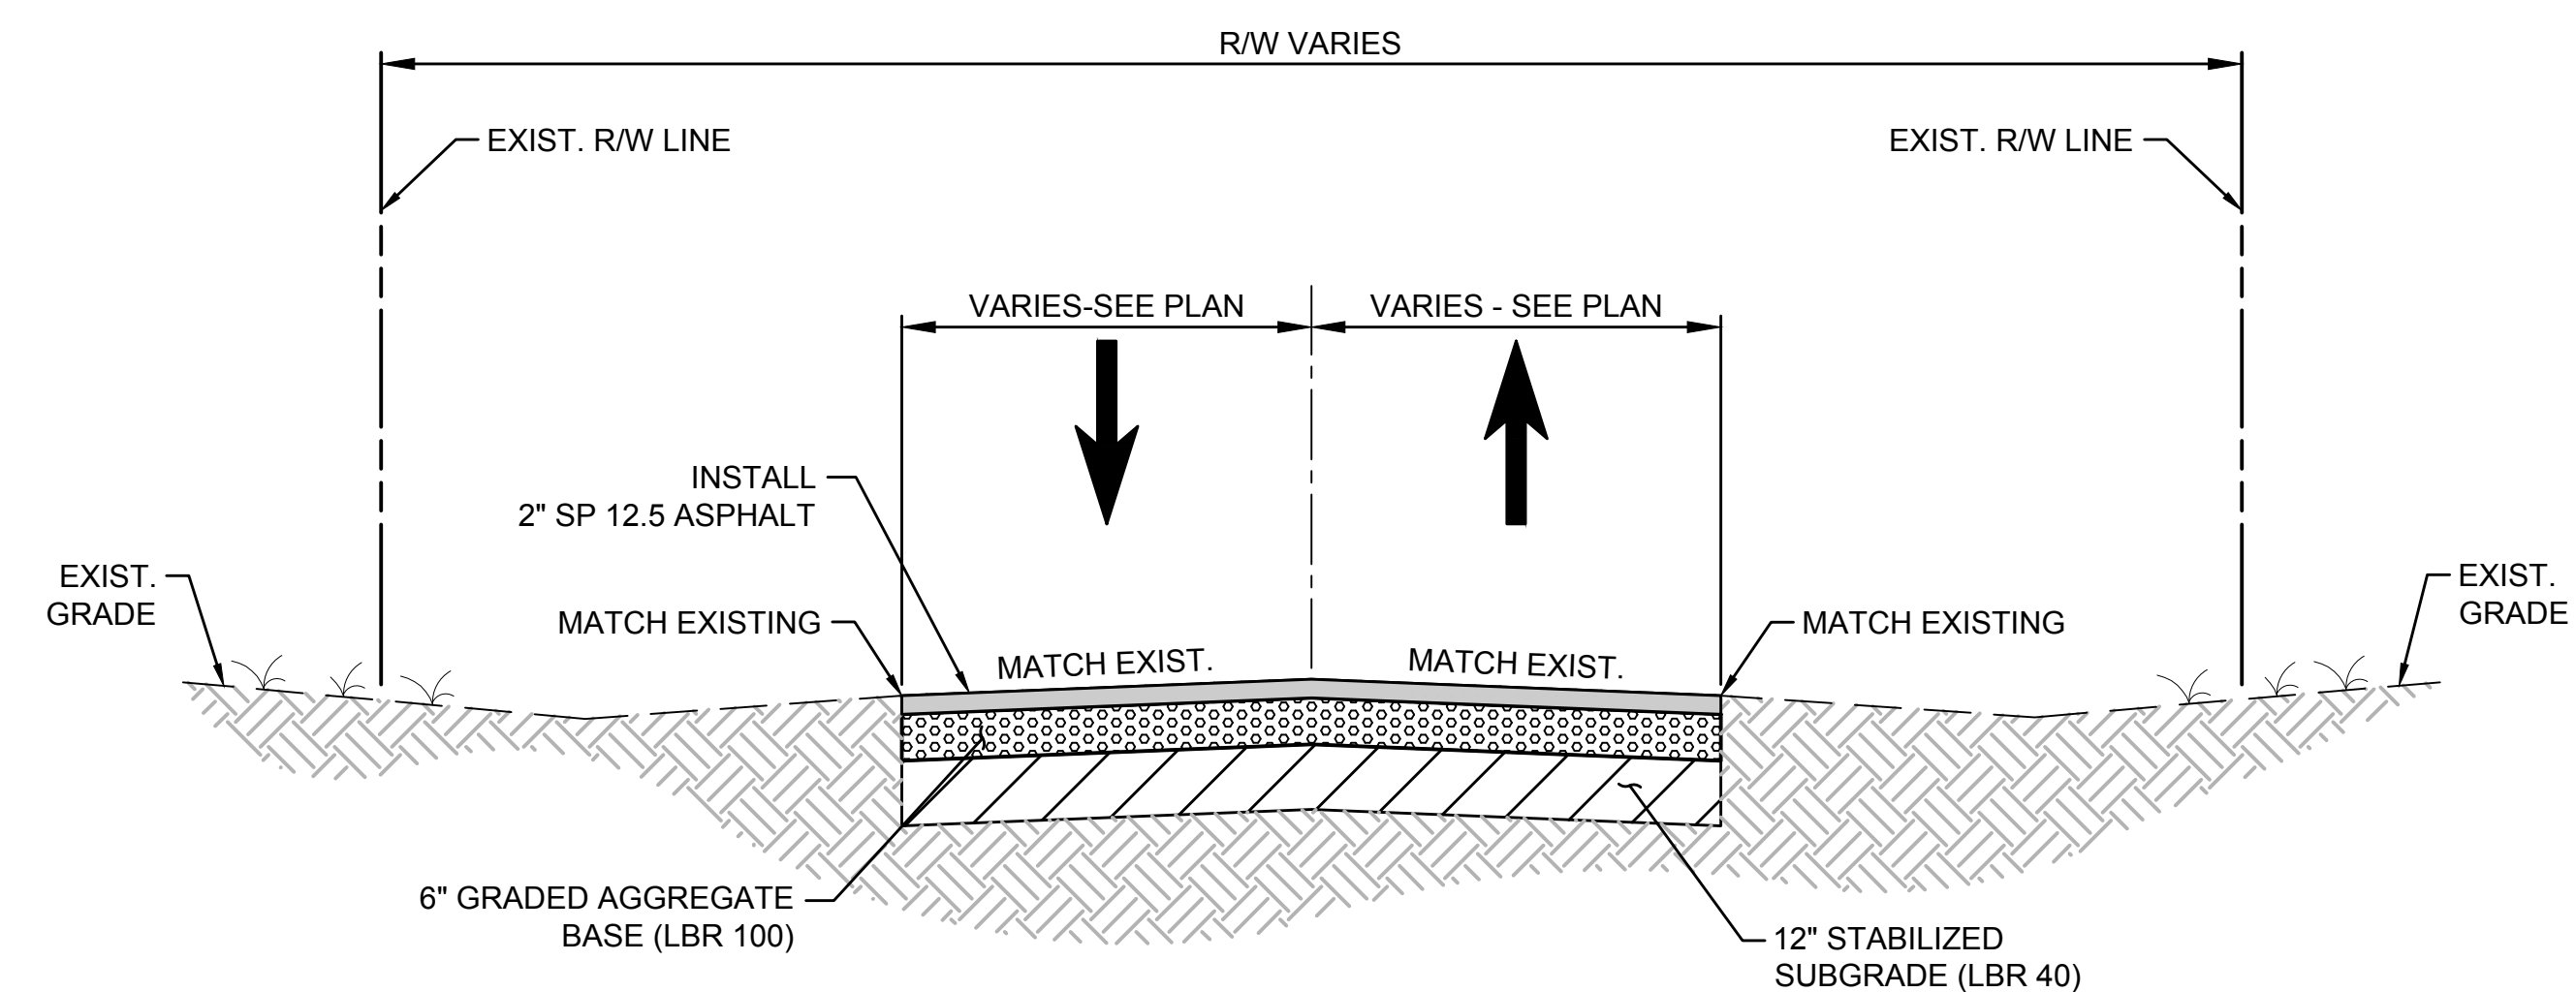 R/W VARIES
EXIST. R/W LINE
EXIST. R/W LINE
VARIES-SEE PLAN
VARIES - SEE PLAN
INSTALL
2" SP 12.5 ASPHALT
EXIST.
GRADE
EXIST.
GRADE
MATCH EXISTING
MATCH EXISTING
MATCH EXIST.
MATCH EXIST.
6" GRADED AGGREGATE
BASE (LBR 100)
12" STABILIZED
SUBGRADE (LBR 40)